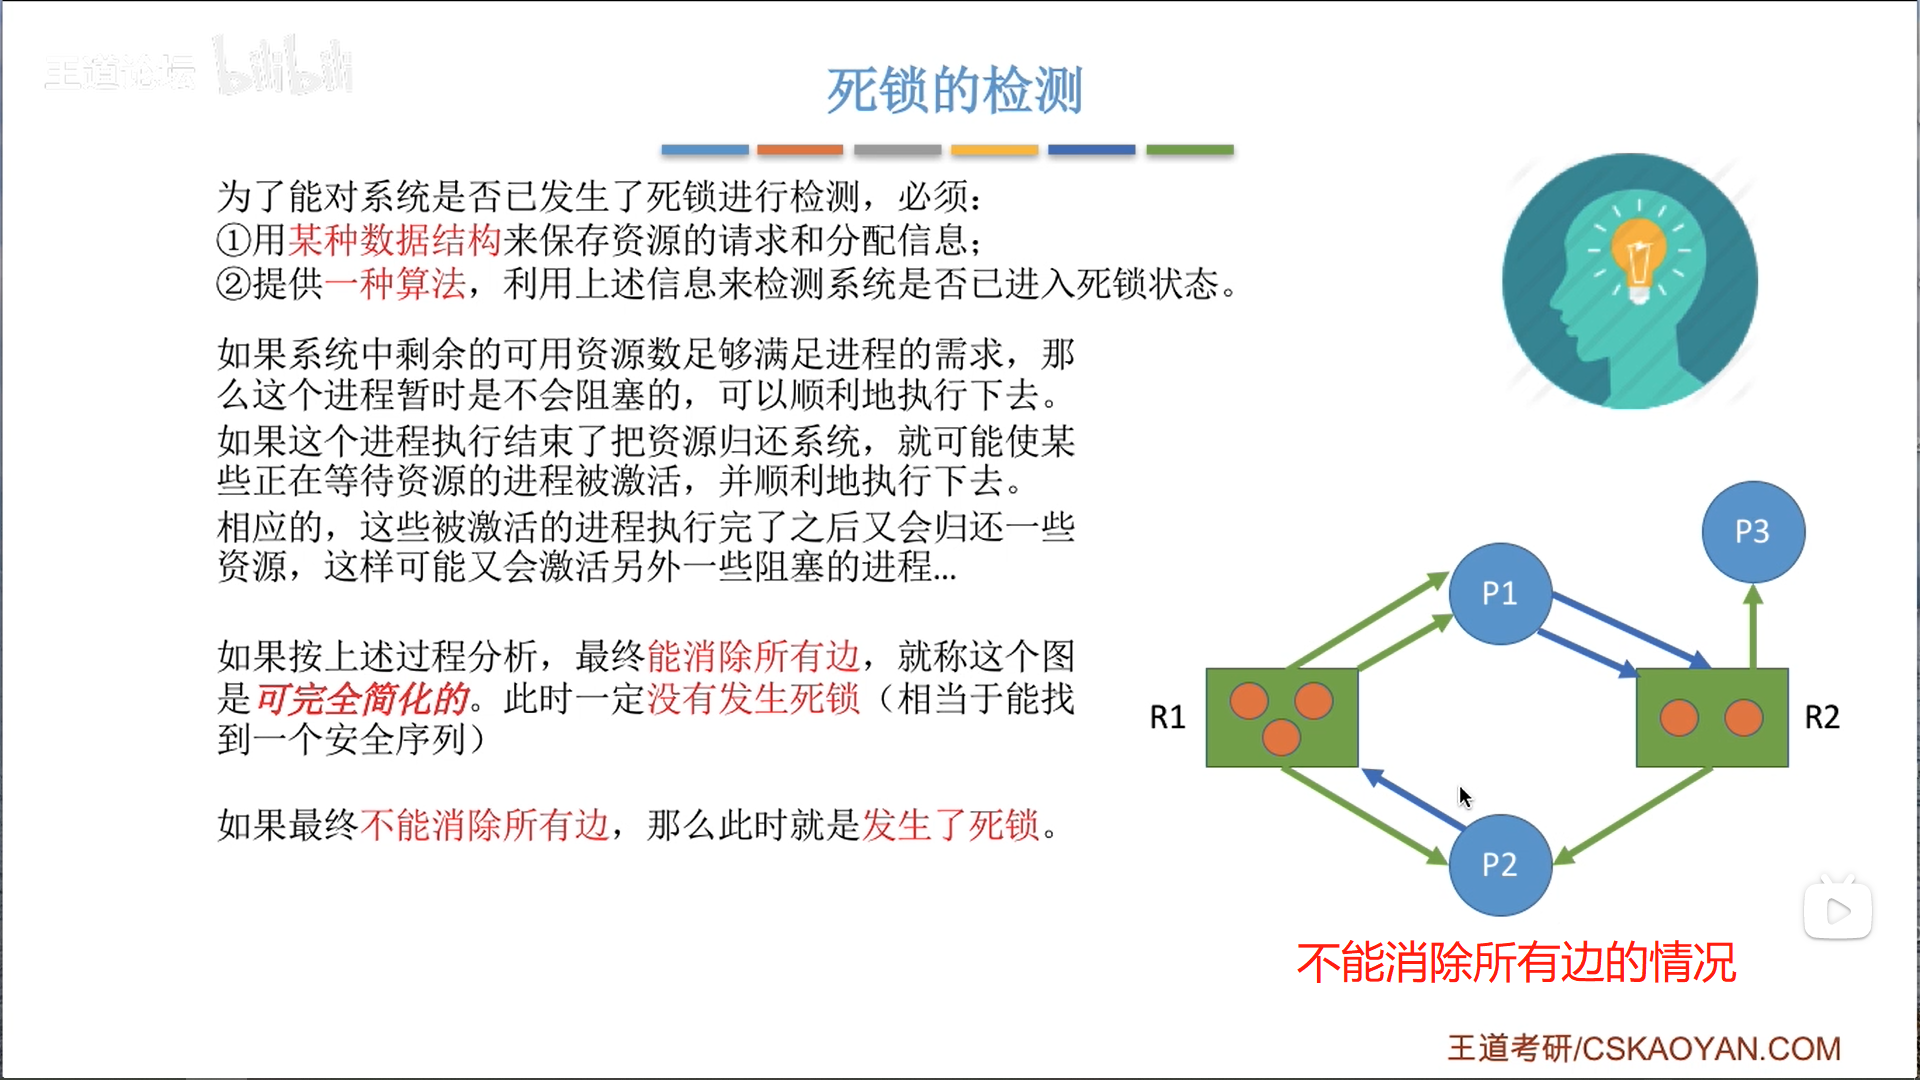 王道论坛 bilibili
死锁的检测
为了能对系统是否已发生了死锁进行检测，必须：
①用某种数据结构来保存资源的请求和分配信息；
②提供一种算法，利用上述信息来检测系统是否已进入死锁状态。
如果系统中剩余的可用资源数足够满足进程的需求，那
么这个进程暂时是不会阻塞的，可以顺利地执行下去。
如果这个进程执行结束了把资源归还系统，就可能使某
些正在等待资源的进程被激活，并顺利地执行下去。
相应的，这些被激活的进程执行完了之后又会归还一些
资源，这样可能又会激活另外一些阻塞的进程...
如果按上述过程分析，最终能消除所有边，就称这个图
是可完全简化的。此时一定没有发生死锁（相当于能找
到一个安全序列）
如果最终不能消除所有边，那么此时就是发生了死锁。
P3
P1
R1
R2
P2
不能消除所有边的情况
王道考研/CSKAOYAN.COM